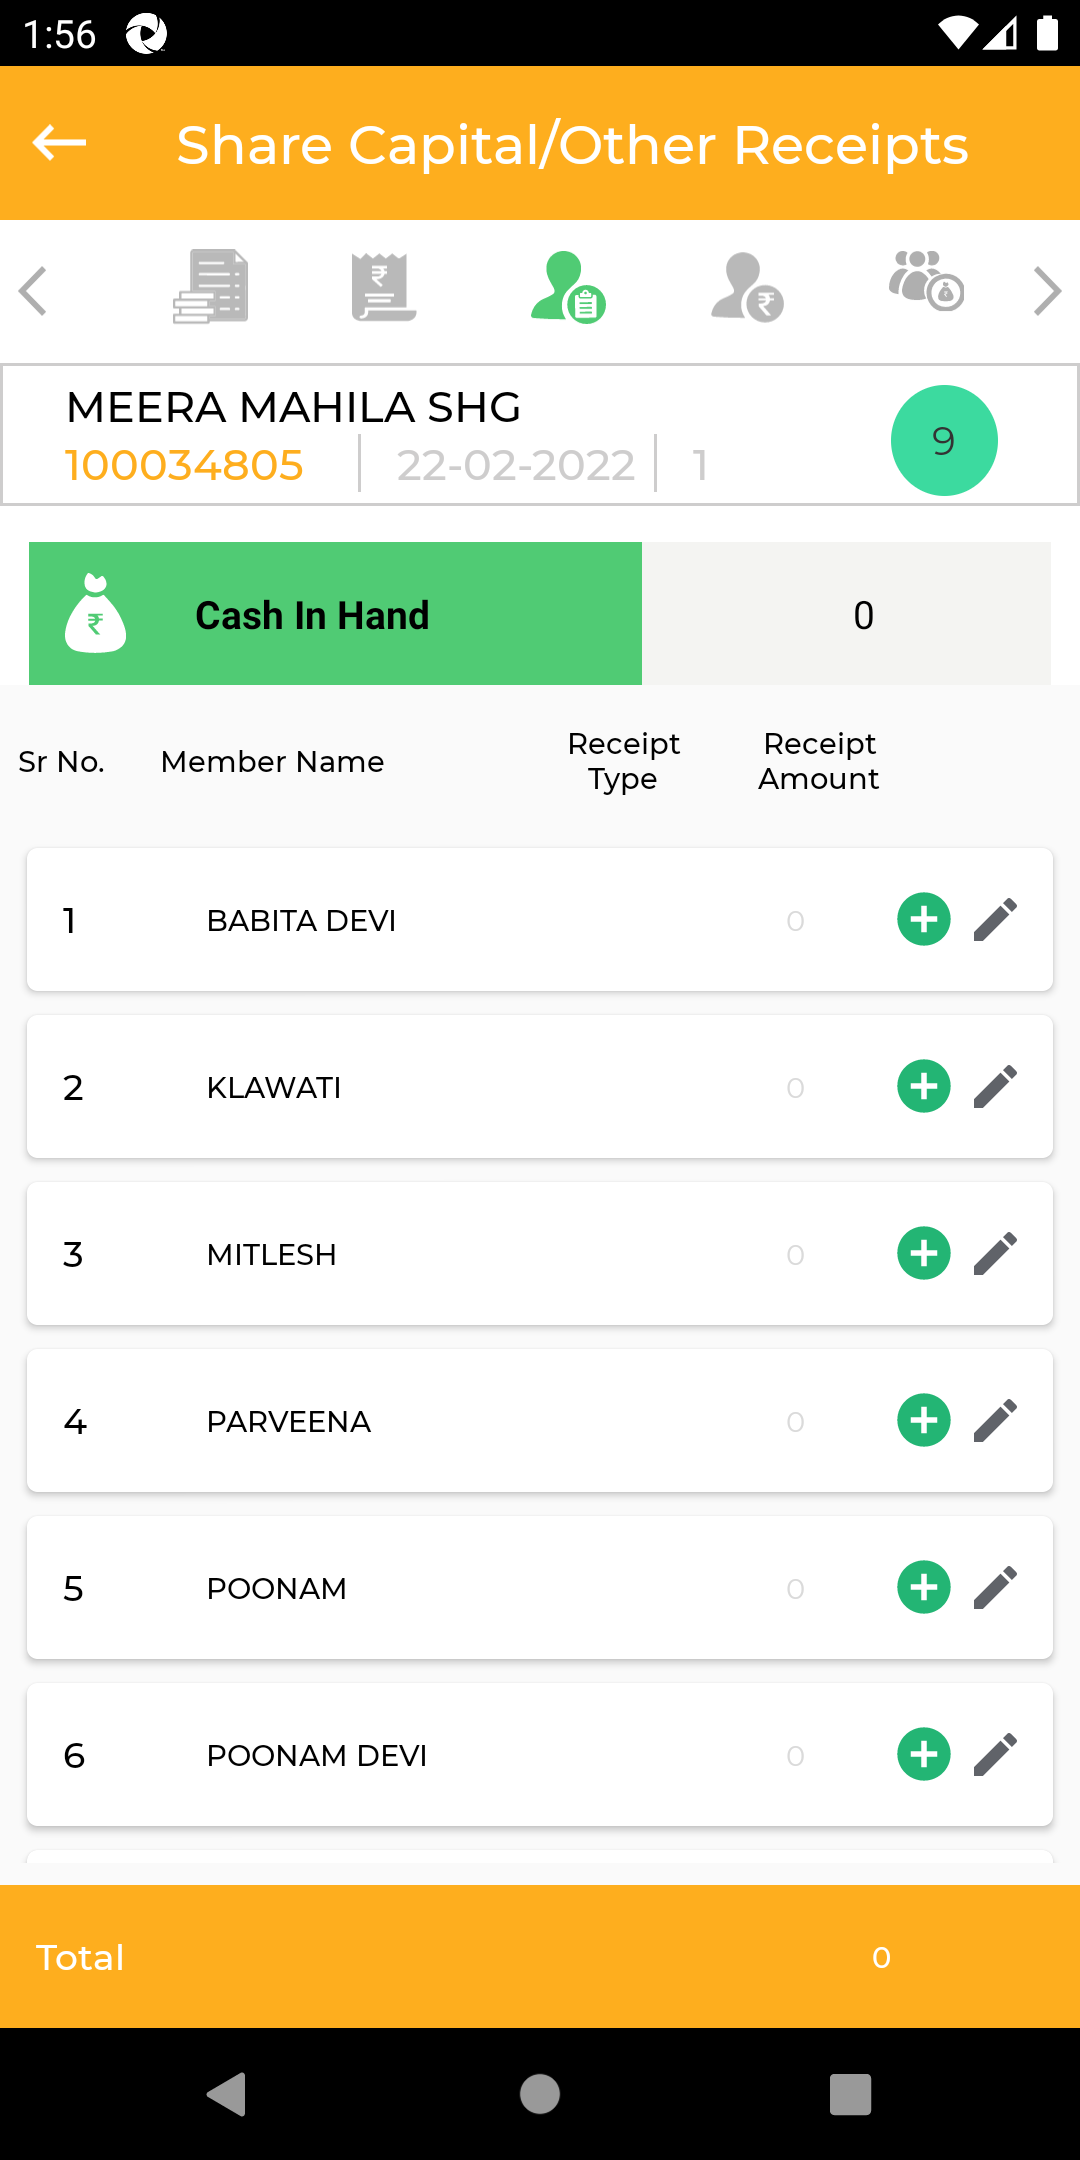 1:56
Share Capital/Other Receipts
MEERA MAHILA SHG
100034805 22-02-2022 1
9
Cash In Hand 0
Sr No. Member Name Receipt Type Receipt Amount
1 BABITA DEVI 0
2 KLAWATI 0
3 MITLESH 0
4 PARVEENA 0
5 POONAM 0
6 POONAM DEVI 0
Total 0